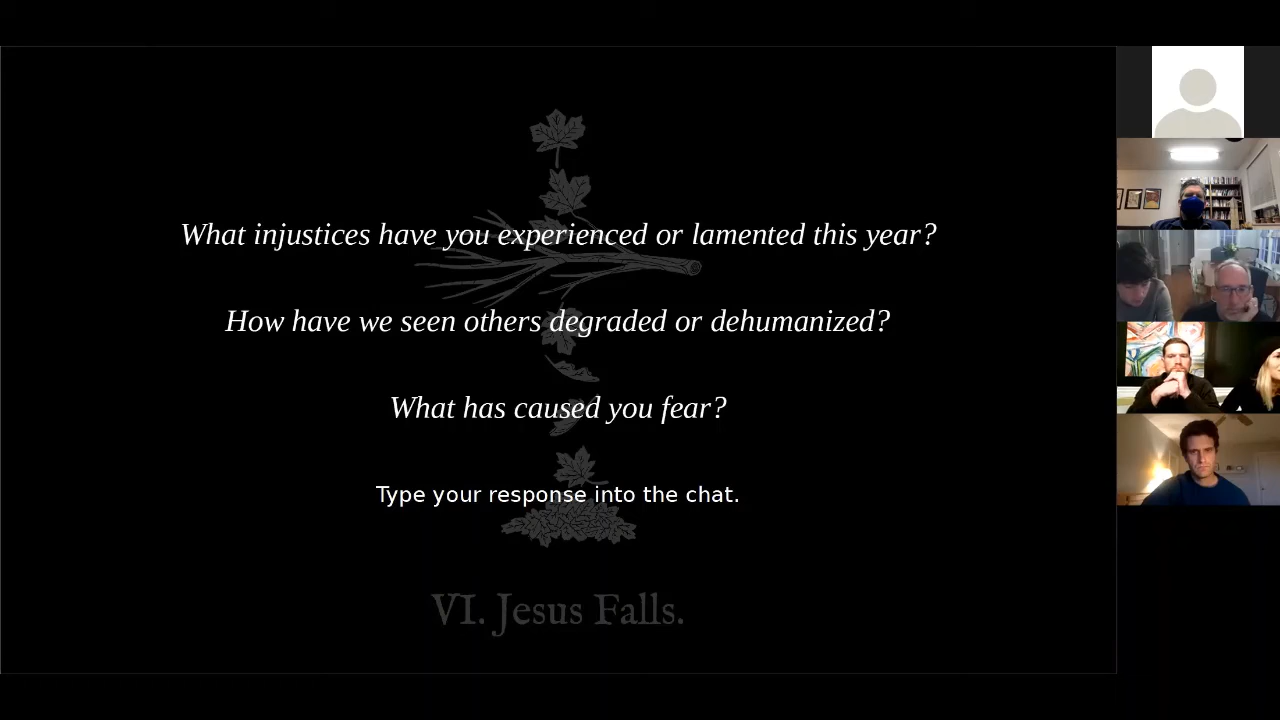 What injustices have you experienced or lamented this year?
How have we seen others degraded or dehumanized?
What has caused you fear?
Type your response into the chat.
VI. Jesus Falls.